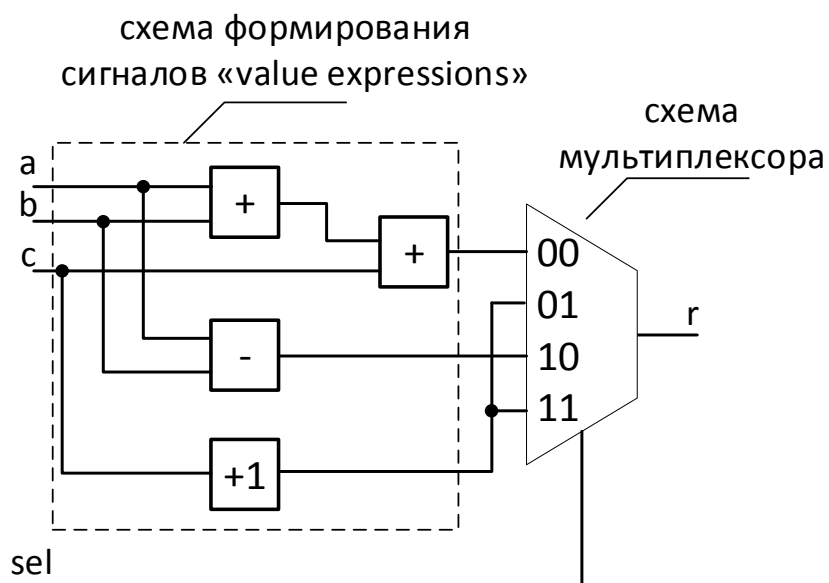 схема формирования
сигналов «value expressions»
схема
мультиплексора
a
b
c
+
+
-
+1
00
01
10
11
r
sel